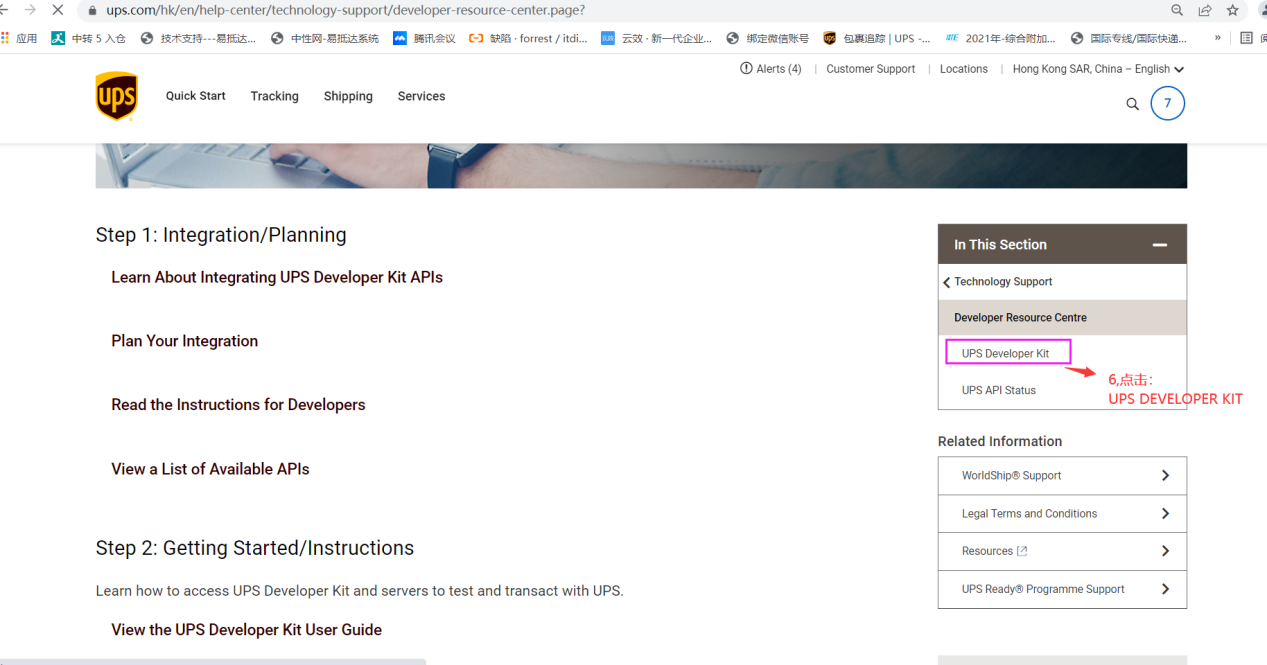 ups.com/hk/en/help-center/technology-support/developer-resource-center.page?
应用
中转 5 入仓
技术支持---易抵达...
中性网-易抵达系统
腾讯会议
缺陷 · forrest / itdi...
云效 · 新一代企业...
绑定微信账号
包裹追踪 | UPS -...
2021年-综合附加...
国际专线/国际快递...
»
Alerts (4)
Customer Support
Locations
Hong Kong SAR, China – English
ups
Quick Start
Tracking
Shipping
Services
7
Step 1: Integration/Planning
Learn About Integrating UPS Developer Kit APIs
Plan Your Integration
Read the Instructions for Developers
View a List of Available APIs
Step 2: Getting Started/Instructions
Learn how to access UPS Developer Kit and servers to test and transact with UPS.
View the UPS Developer Kit User Guide
In This Section
Technology Support
Developer Resource Centre
UPS Developer Kit
UPS API Status
6,点击:
UPS DEVELOPER KIT
Related Information
WorldShip® Support
Legal Terms and Conditions
Resources
UPS Ready® Programme Support